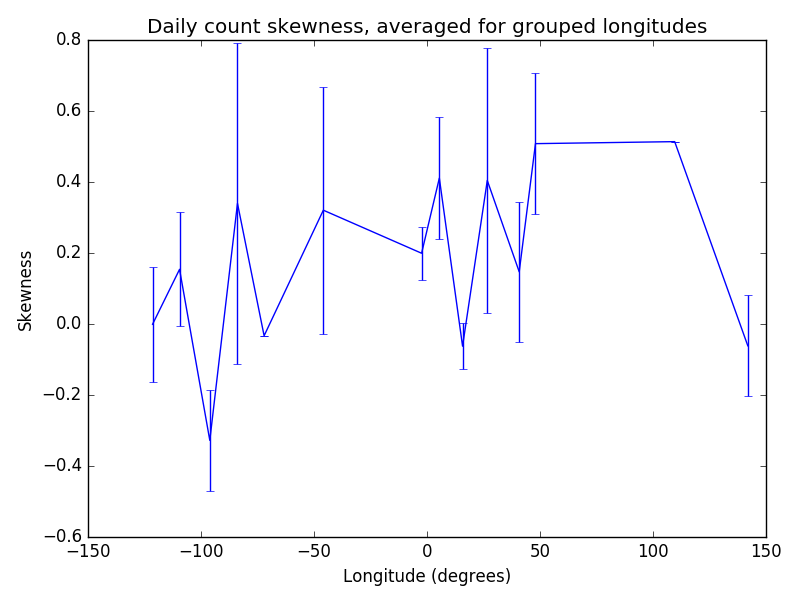 Daily count skewness, averaged for grouped longitudes
0.8
0.6
0.4
0.2
0.0
−0.2
−0.4
−0.6
Skewness
−150 −100 −50 0 50 100 150
Longitude (degrees)